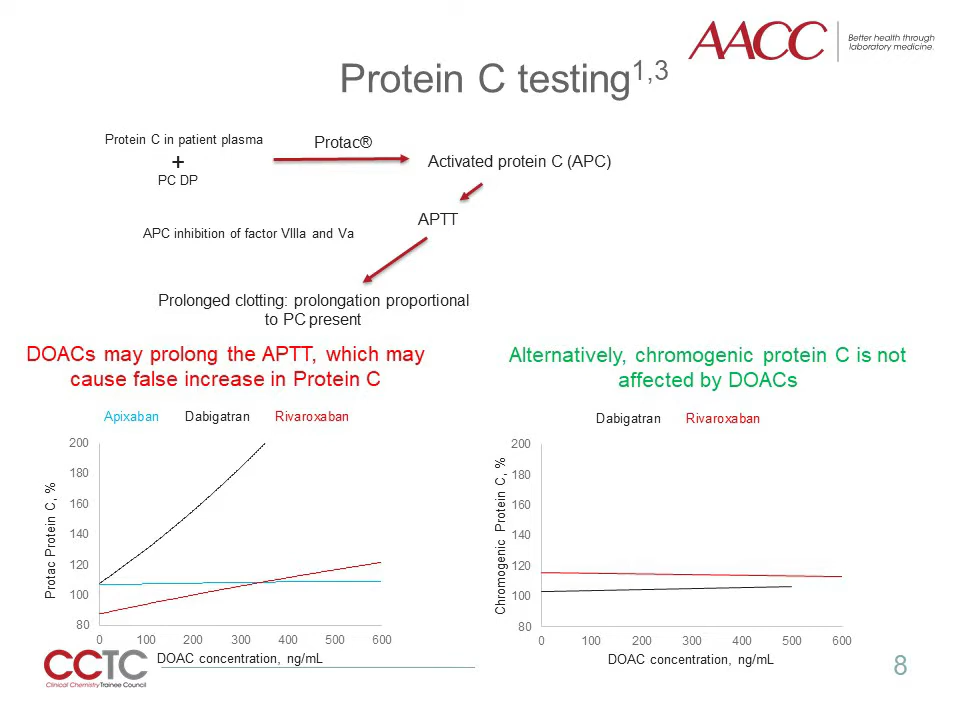 AACC
Better health through
laboratory medicine.
Protein C testing1,3
Protein C in patient plasma
+
PC DP
Protac®
Activated protein C (APC)
APTT
APC inhibition of factor VIIIa and Va
Prolonged clotting: prolongation proportional
to PC present
DOACs may prolong the APTT, which may
cause false increase in Protein C
Alternatively, chromogenic protein C is not
affected by DOACs
Apixaban Dabigatran Rivaroxaban
Protac Protein C, %
200
180
160
140
120
100
80
0 100 200 300 400 500 600
DOAC concentration, ng/mL
Dabigatran Rivaroxaban
Chromogenic Protein C, %
200
180
160
140
120
100
80
0 100 200 300 400 500 600
DOAC concentration, ng/mL
CCTC
Clinical Chemistry Trainee Council
8